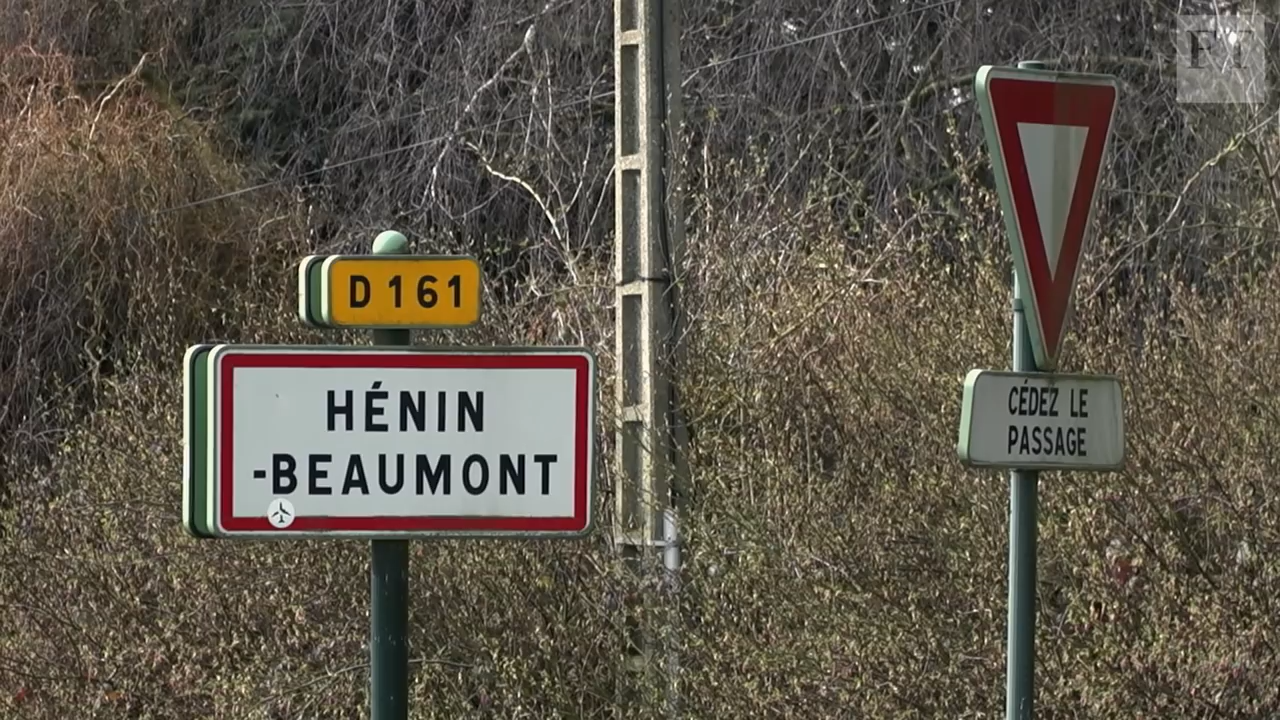 FT
D 161
HÉNIN
-BEAUMONT
CÉDEZ LE
PASSAGE